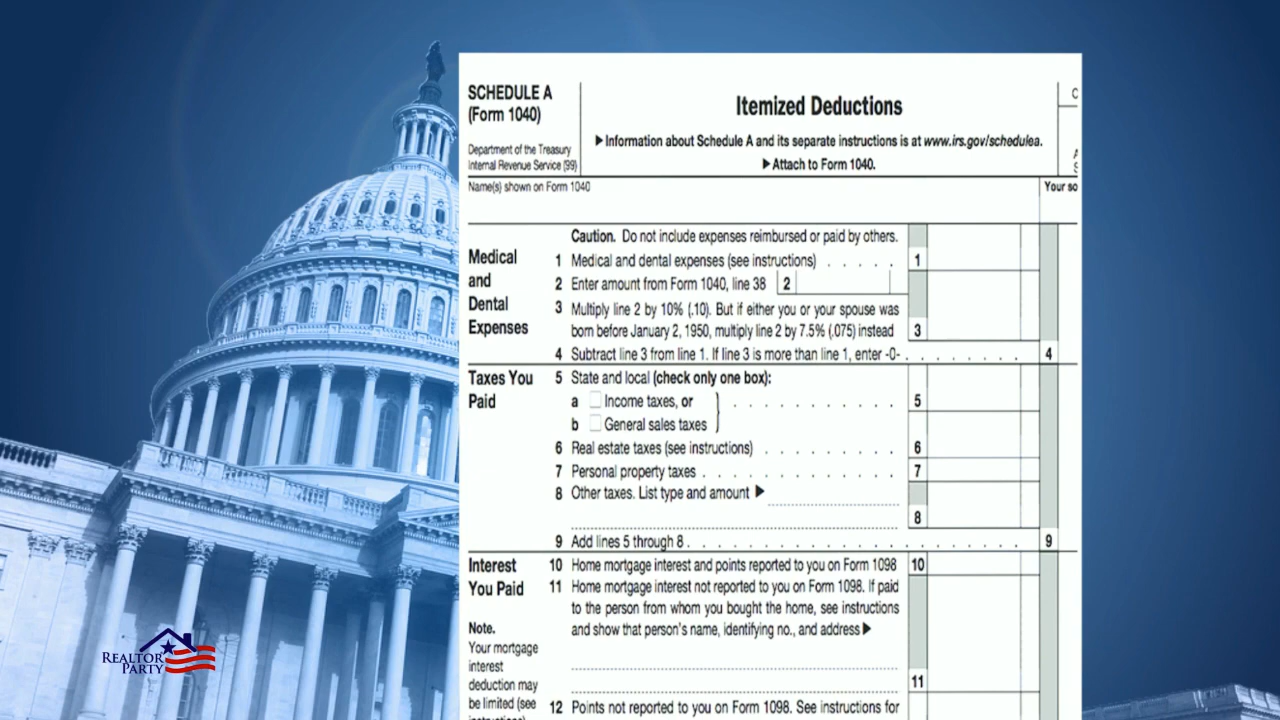 SCHEDULE A
(Form 1040)
Department of the Treasury
Internal Revenue Service (99)
Itemized Deductions
▶ Information about Schedule A and its separate instructions is at www.irs.gov/schedulea.
▶ Attach to Form 1040.
Name(s) shown on Form 1040
Your so
Medical
and
Dental
Expenses
Caution. Do not include expenses reimbursed or paid by others.
1 Medical and dental expenses (see instructions) . . . . . 1
2 Enter amount from Form 1040, line 38 2
3 Multiply line 2 by 10% (.10). But if either you or your spouse was
born before January 2, 1950, multiply line 2 by 7.5% (.075) instead 3
4 Subtract line 3 from line 1. If line 3 is more than line 1, enter -0- . . . . . . . . 4
Taxes You
Paid
5 State and local (check only one box):
a Income taxes, or . . . . . . . . . . 5
b General sales taxes
6 Real estate taxes (see instructions) . . . . . . . . . 6
7 Personal property taxes . . . . . . . . . . . 7
8 Other taxes. List type and amount ▶
8
9 Add lines 5 through 8 . . . . . . . . . . . . . . . . . . 9
Interest
You Paid
Note.
Your mortgage
interest
deduction may
be limited (see
10 Home mortgage interest and points reported to you on Form 1098 10
11 Home mortgage interest not reported to you on Form 1098. If paid
to the person from whom you bought the home, see instructions
and show that person's name, identifying no., and address ▶
11
12 Points not reported to you on Form 1098. See instructions for
REALTOR
PARTY